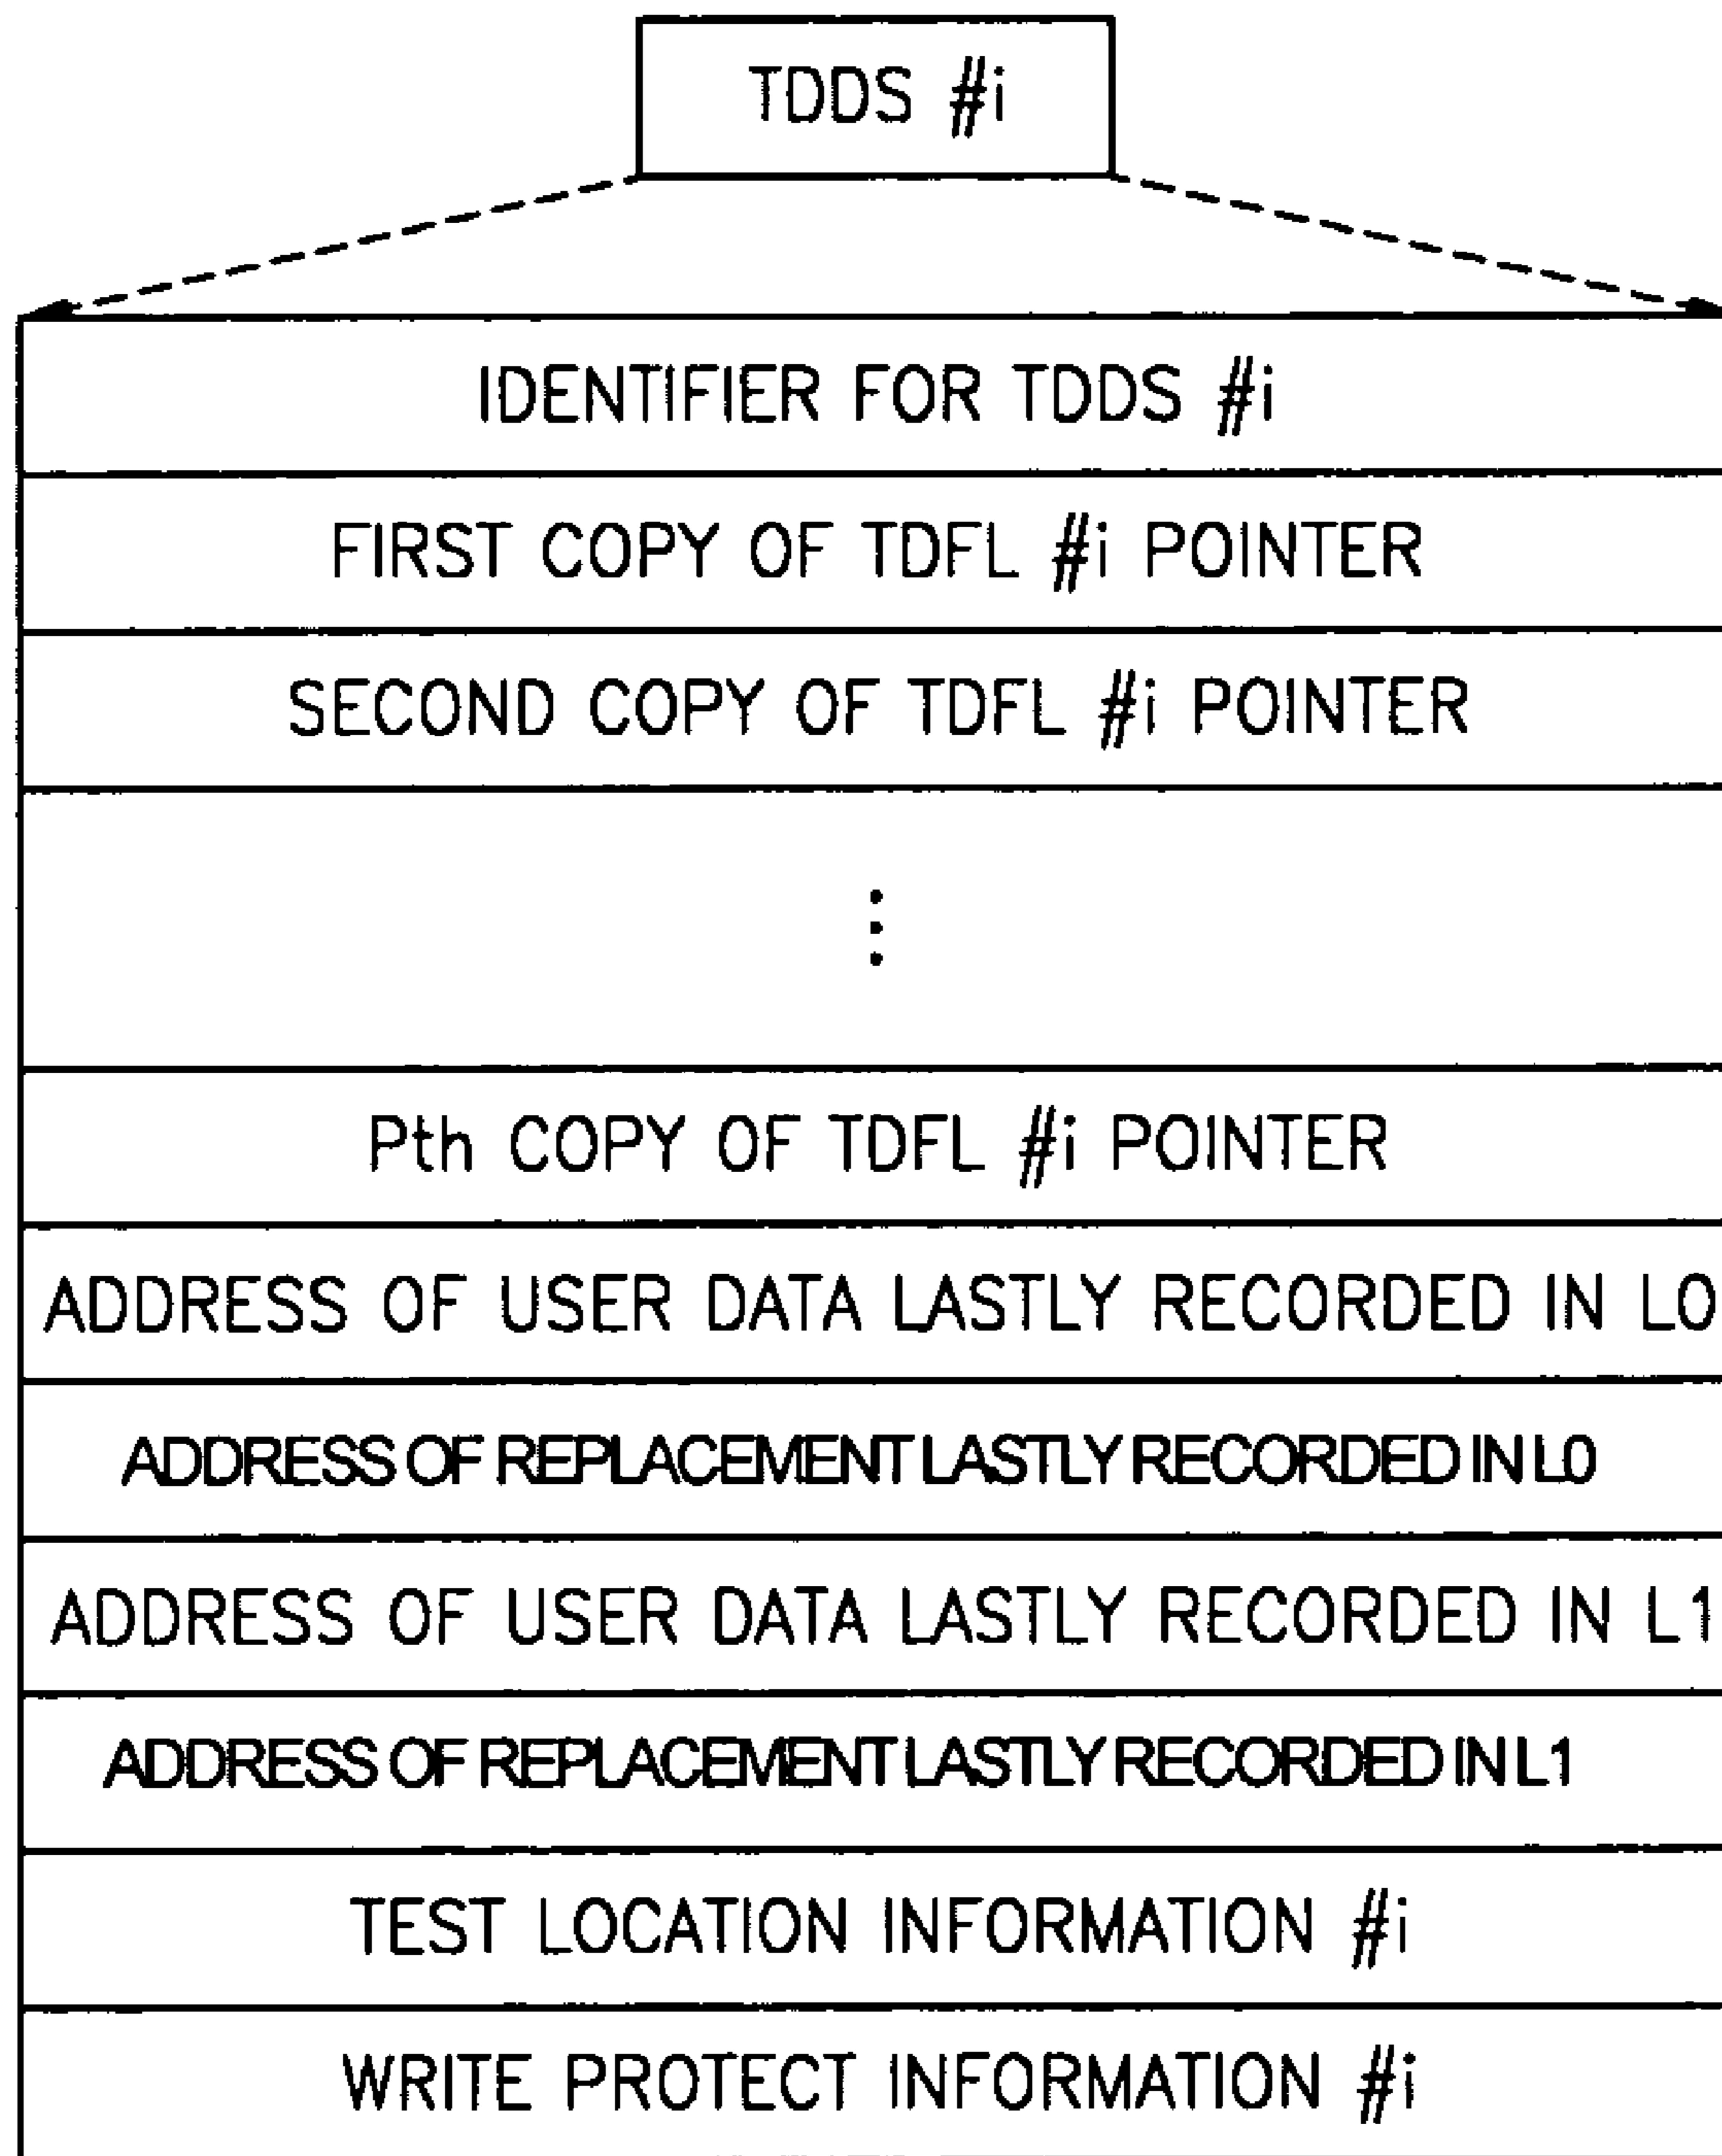 TDDS #i
IDENTIFIER FOR TDDS #i
FIRST COPY OF TDFL #i POINTER
SECOND COPY OF TDFL #i POINTER
⋮
Pth COPY OF TDFL #i POINTER
ADDRESS OF USER DATA LASTLY RECORDED IN L0
ADDRESS OF REPLACEMENT LASTLY RECORDED IN L0
ADDRESS OF USER DATA LASTLY RECORDED IN L1
ADDRESS OF REPLACEMENT LASTLY RECORDED IN L1
TEST LOCATION INFORMATION #i
WRITE PROTECT INFORMATION #i